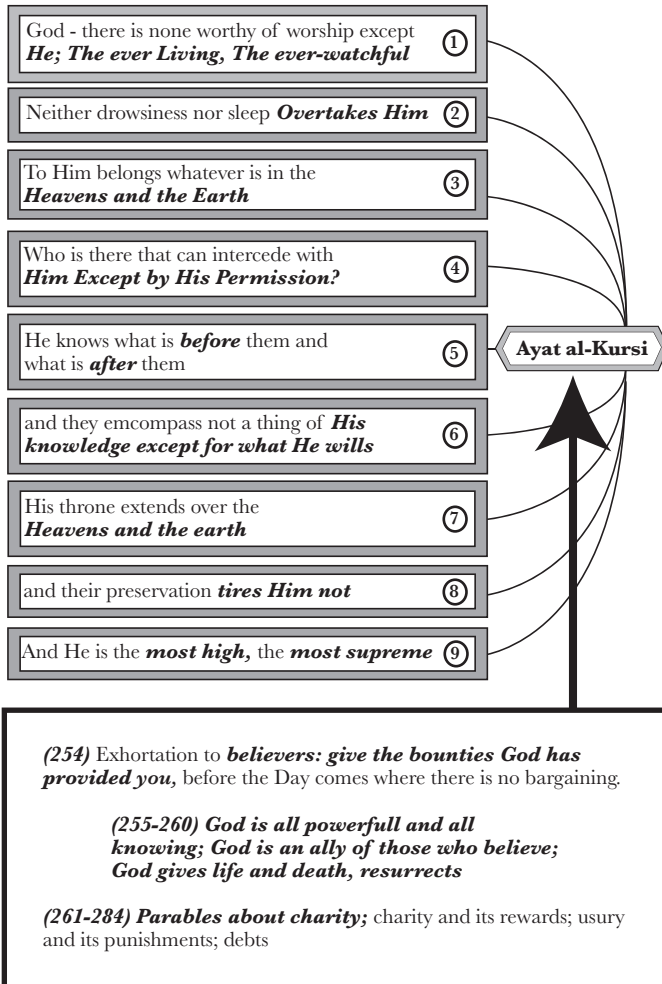 God - there is none worthy of worship except
He; The ever Living, The ever-watchful
1
Neither drowsiness nor sleep Overtakes Him
2
To Him belongs whatever is in the
Heavens and the Earth
3
Who is there that can intercede with
Him Except by His Permission?
4
He knows what is before them and
what is after them
5
Ayat al-Kursi
and they emcompass not a thing of His
knowledge except for what He wills
6
His throne extends over the
Heavens and the earth
7
and their preservation tires Him not
8
And He is the most high, the most supreme
9
(254) Exhortation to believers: give the bounties God has
provided you, before the Day comes where there is no bargaining.
(255-260) God is all powerfull and all
knowing; God is an ally of those who believe;
God gives life and death, resurrects
(261-284) Parables about charity; charity and its rewards; usury
and its punishments; debts